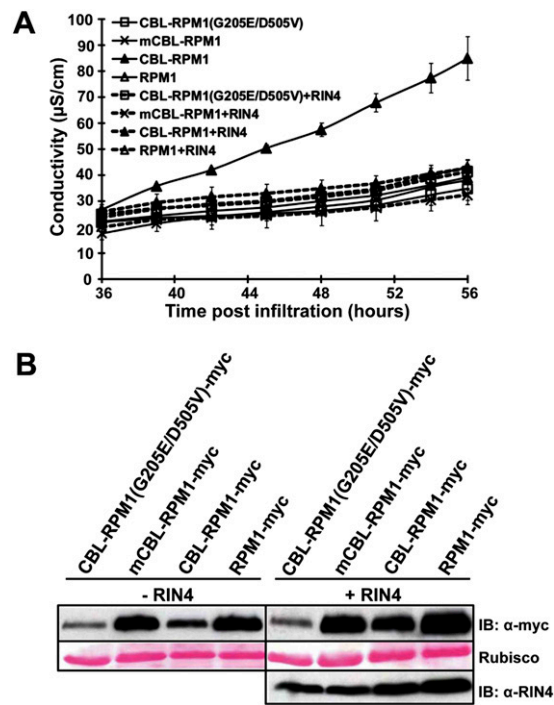 A
CBL-RPM1(G205E/D505V)
mCBL-RPM1
CBL-RPM1
RPM1
CBL-RPM1(G205E/D505V)+RIN4
mCBL-RPM1+RIN4
CBL-RPM1+RIN4
RPM1+RIN4
Conductivity (µS/cm)
100
90
80
70
60
50
40
30
20
10
0
36 40 44 48 52 56
Time post infiltration (hours)
B
CBL-RPM1(G205E/D505V)-myc
mCBL-RPM1-myc
CBL-RPM1-myc
RPM1-myc
CBL-RPM1(G205E/D505V)-myc
mCBL-RPM1-myc
CBL-RPM1-myc
RPM1-myc
- RIN4 + RIN4
IB: α-myc
Rubisco
IB: α-RIN4